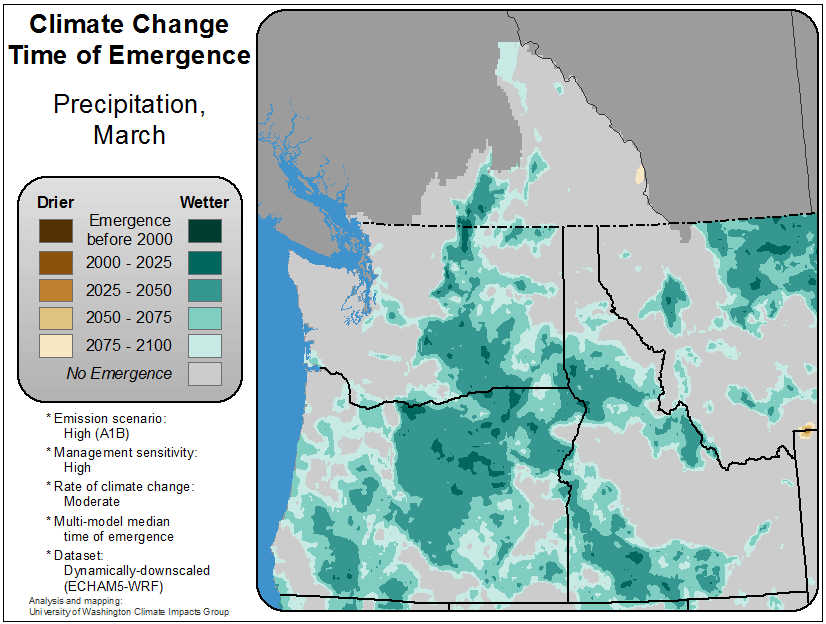 Climate Change
Time of Emergence
Precipitation,
March
Drier Wetter
Emergence
before 2000
2000 - 2025
2025 - 2050
2050 - 2075
2075 - 2100
No Emergence
* Emission scenario:
High (A1B)
* Management sensitivity:
High
* Rate of climate change:
Moderate
* Multi-model median
time of emergence
* Dataset:
Dynamically-downscaled
(ECHAM5-WRF)
Analysis and mapping:
University of Washington Climate Impacts Group